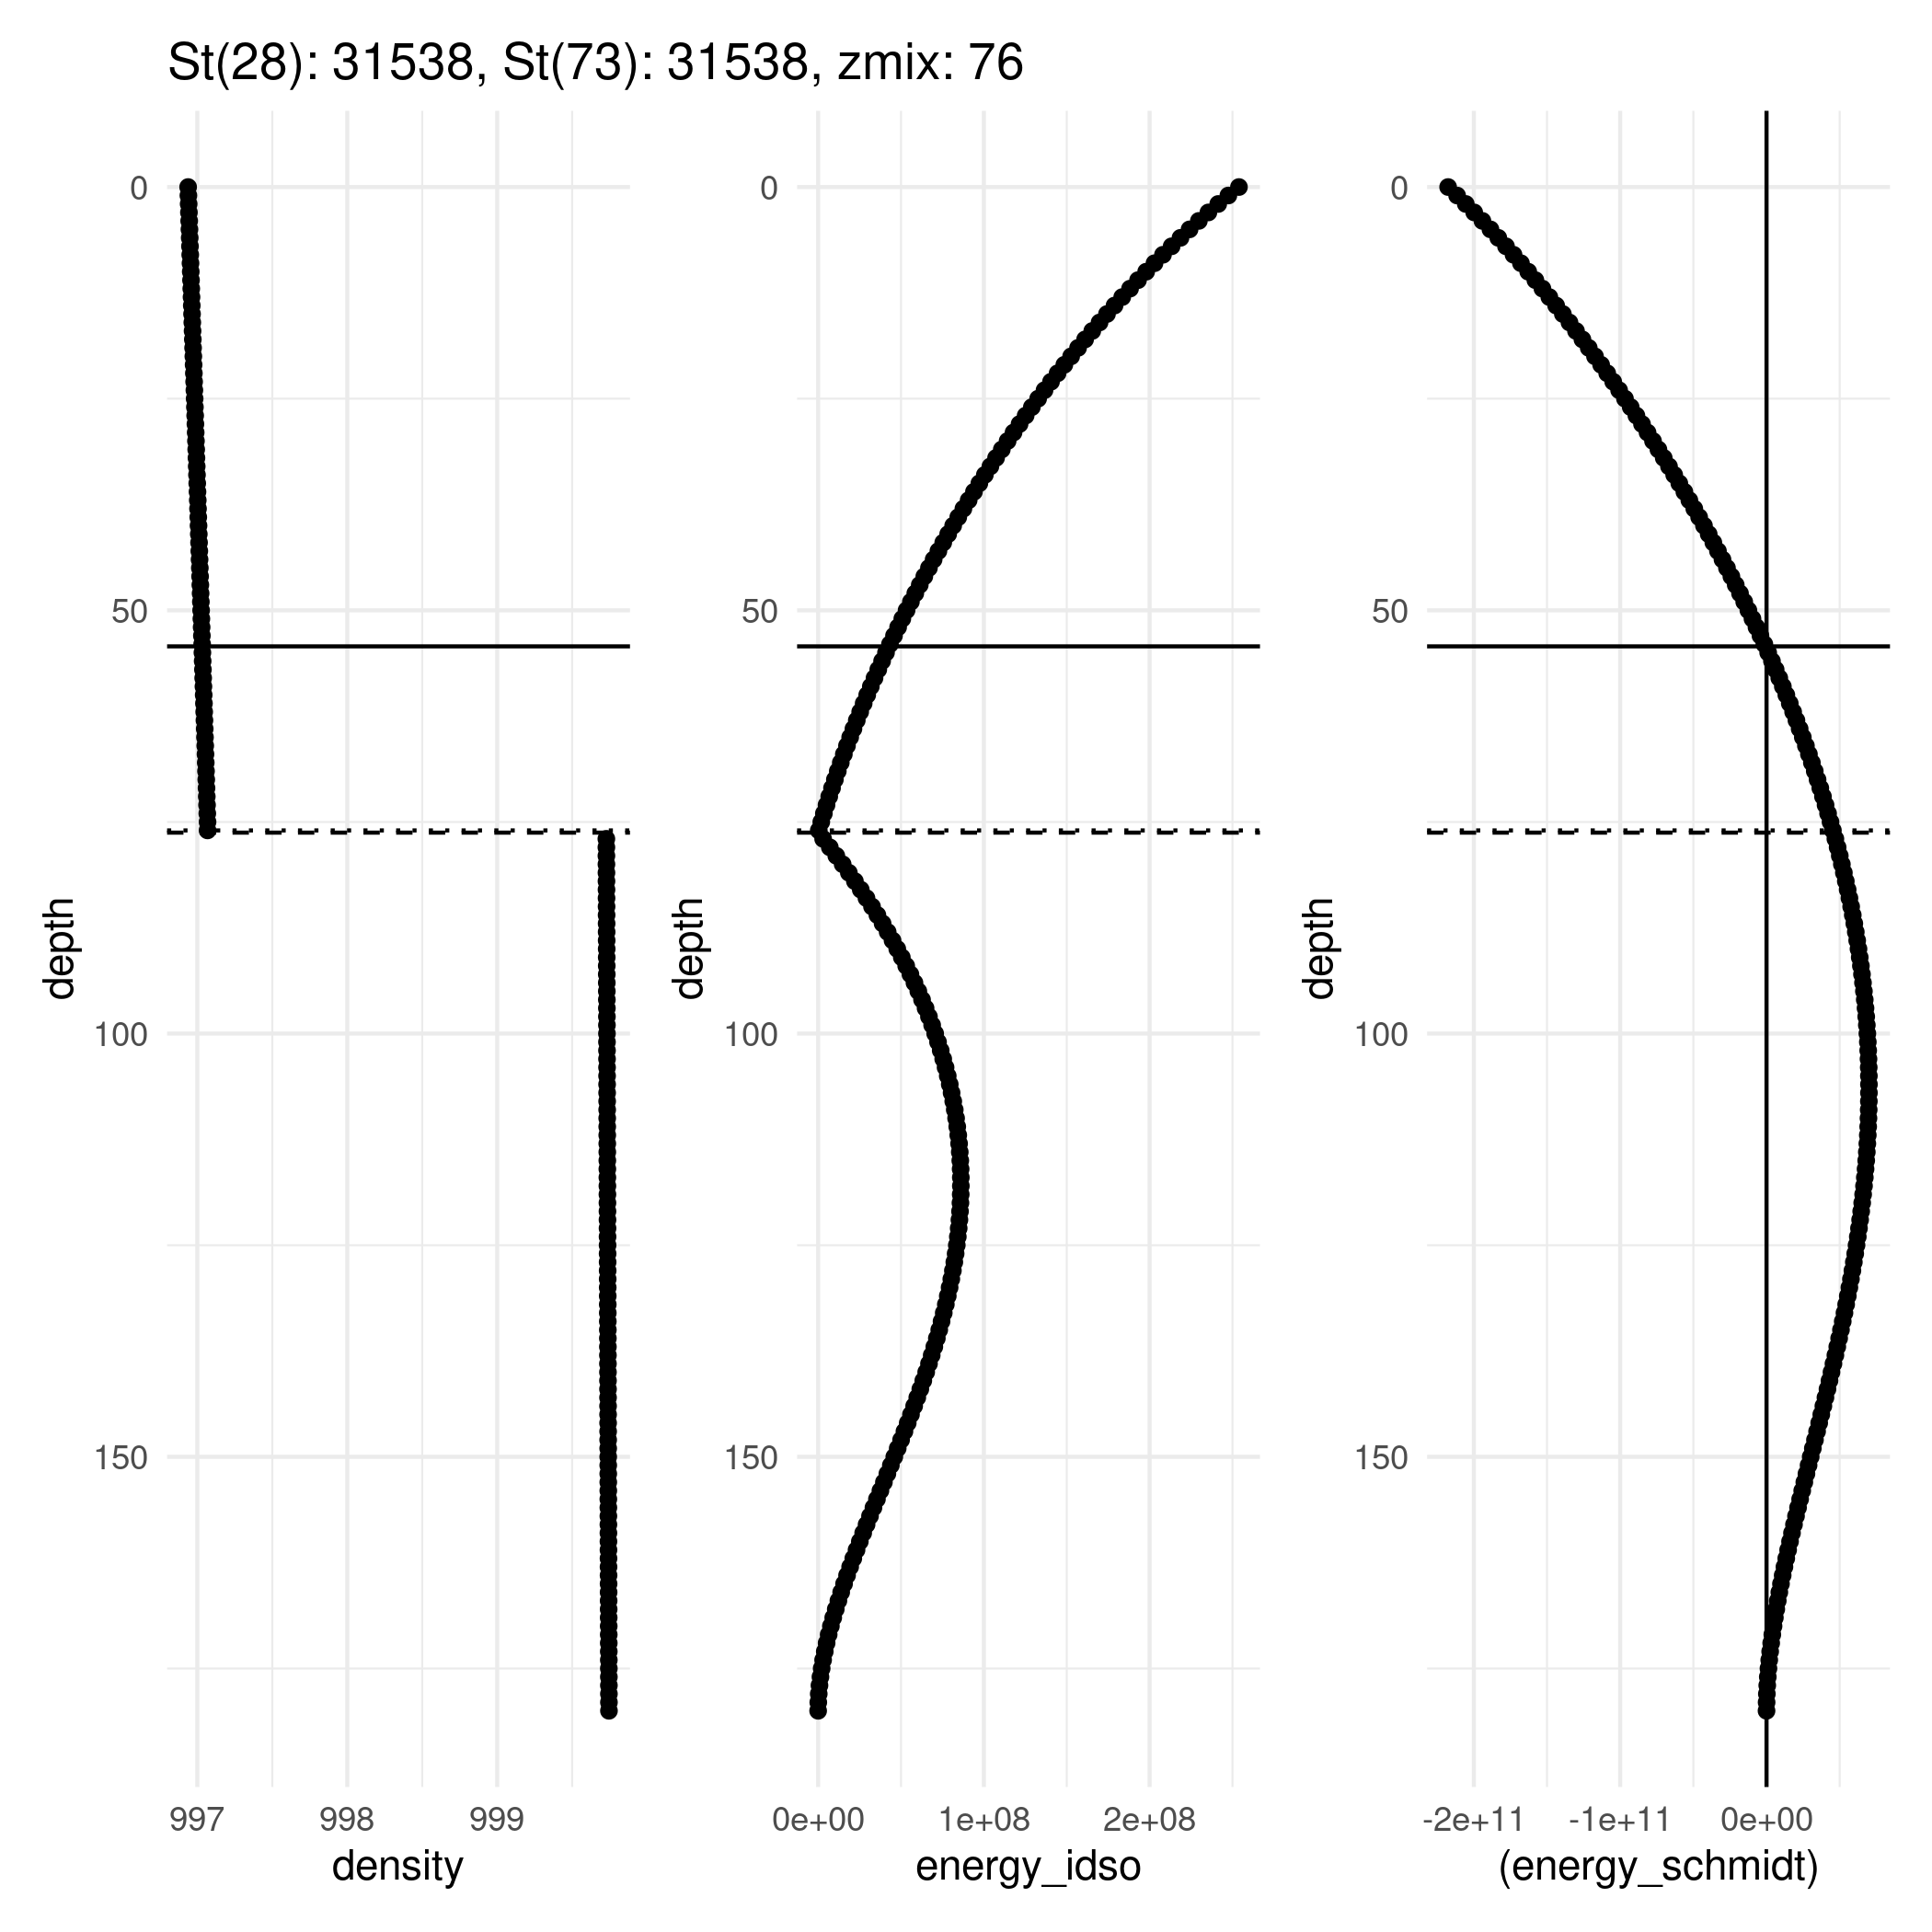 St(28): 31538, St(73): 31538, zmix: 76
0
50
100
150
depth
997
998
999
density
0
50
100
150
depth
0e+00
1e+08
2e+08
energy_idso
0
50
100
150
depth
-2e+11
-1e+11
0e+00
(energy_schmidt)